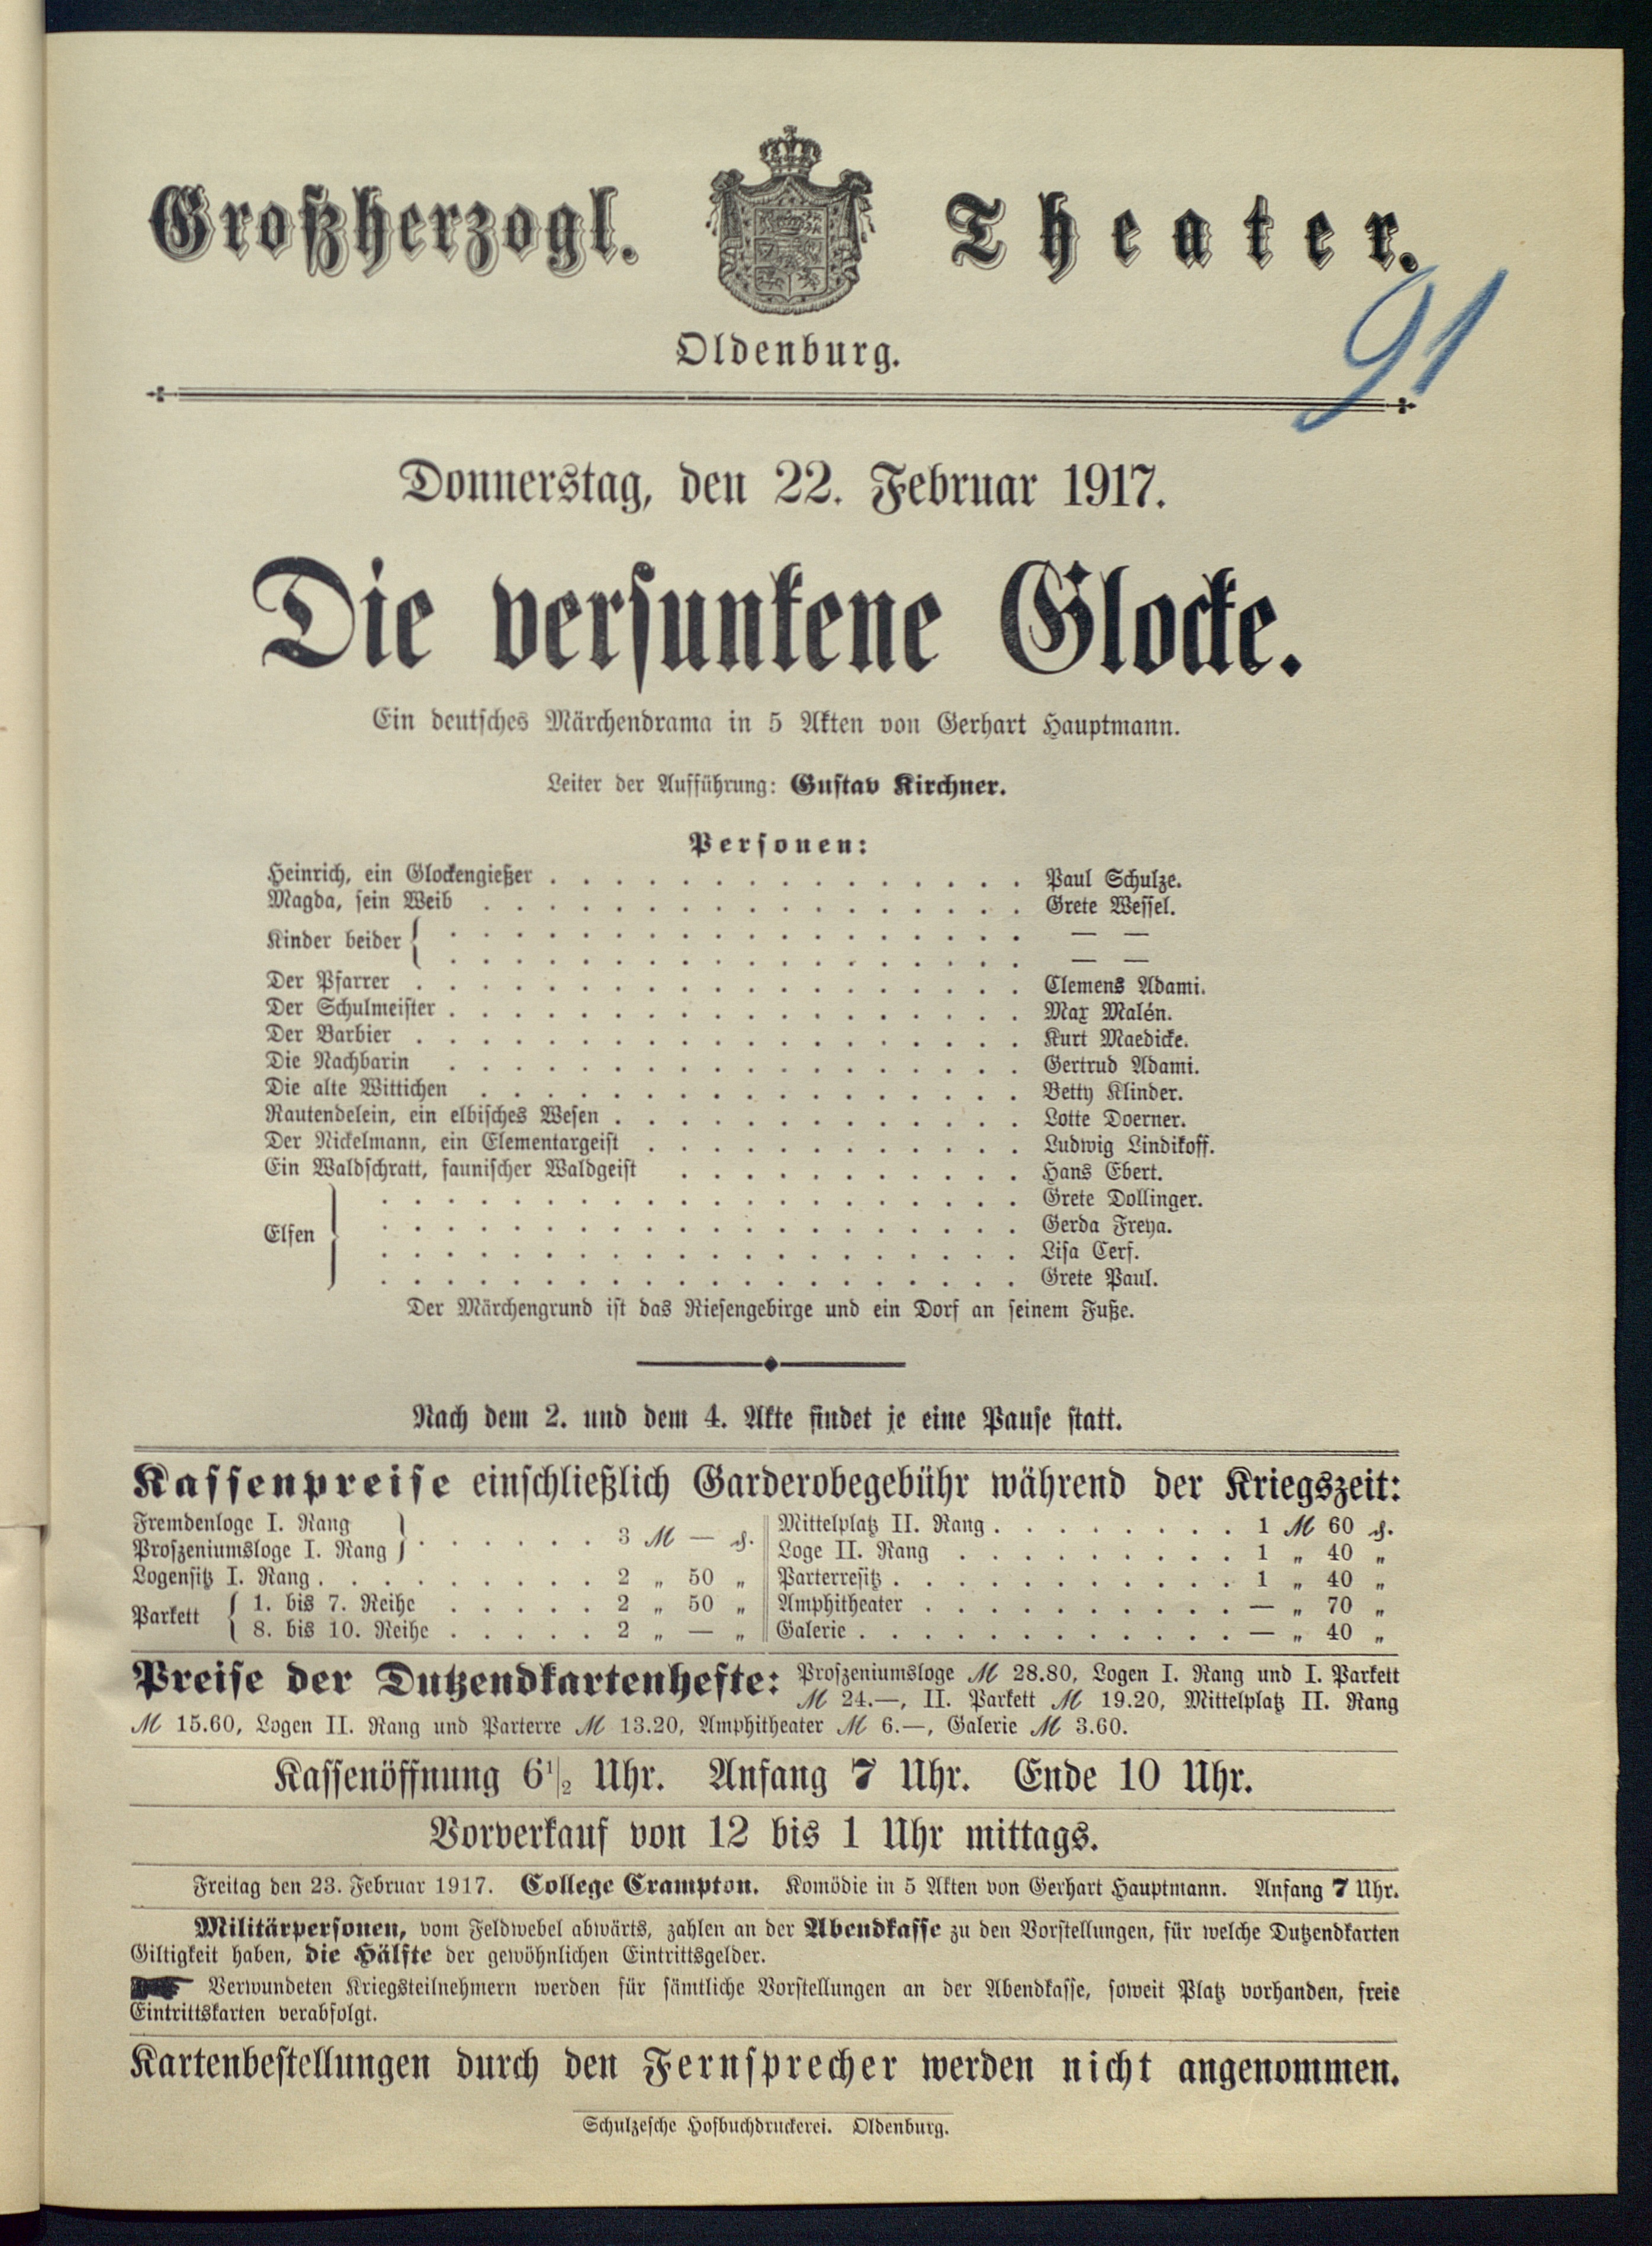 Großherzogl. Theater.
91
Oldenburg.
Donnerstag, den 22. Februar 1917.
Die versunkene Glocke.
Ein deutsches Märchendrama in 5 Akten von Gerhart Hauptmann.
Leiter der Aufführung: Gustav Kirchner.
Personen:
Heinrich, ein Glockengießer . . . . . . . . . . . . . . . Paul Schulze.
Magda, sein Weib . . . . . . . . . . . . . . . . . Grete Wessel.
Kinder beider { . . . . . . . . . . . . . . . . . . — —
. . . . . . . . . . . . . . . . . . — —
Der Pfarrer . . . . . . . . . . . . . . . . . . . Clemens Adami.
Der Schulmeister . . . . . . . . . . . . . . . . . . Max Malén.
Der Barbier . . . . . . . . . . . . . . . . . . . Kurt Maedicke.
Die Nachbarin . . . . . . . . . . . . . . . . . . Gertrud Adami.
Die alte Wittichen . . . . . . . . . . . . . . . . . Betty Klinder.
Rautendelein, ein elbisches Wesen . . . . . . . . . . . . . Lotte Doerner.
Der Nickelmann, ein Elementargeist . . . . . . . . . . . . Ludwig Lindikoff.
Ein Waldschratt, faunischer Waldgeist . . . . . . . . . . . Hans Ebert.
Elfen } . . . . . . . . . . . . . . . . . . . . Grete Dollinger.
. . . . . . . . . . . . . . . . . . . . Gerda Freya.
. . . . . . . . . . . . . . . . . . . . Lisa Cerf.
. . . . . . . . . . . . . . . . . . . . Grete Paul.
Der Märchengrund ist das Riesengebirge und ein Dorf an seinem Fuße.
Nach dem 2. und dem 4. Akte findet je eine Pause statt.
Kassenpreise einschließlich Garderobegebühr während der Kriegszeit:
Fremdenloge I. Rang
Proszeniumsloge I. Rang } . . . . . . 3 ℳ — ₰.
Logensitz I. Rang . . . . . . . . . 2 „ 50 „
Parkett { 1. bis 7. Reihe . . . . . 2 „ 50 „
8. bis 10. Reihe . . . . . 2 „ — „
Mittelplatz II. Rang . . . . . . . . 1 ℳ 60 ₰.
Loge II. Rang . . . . . . . . . 1 „ 40 „
Parterresitz . . . . . . . . . . . 1 „ 40 „
Amphitheater . . . . . . . . . . — „ 70 „
Galerie . . . . . . . . . . . . — „ 40 „
Preise der Dutzendkartenhefte: Proszeniumsloge ℳ 28.80, Logen I. Rang und I. Parkett
ℳ 24.—, II. Parkett ℳ 19.20, Mittelplatz II. Rang
ℳ 15.60, Logen II. Rang und Parterre ℳ 13.20, Amphitheater ℳ 6.—, Galerie ℳ 3.60.
Kassenöffnung 6 1/2 Uhr. Anfang 7 Uhr. Ende 10 Uhr.
Vorverkauf von 12 bis 1 Uhr mittags.
Freitag den 23. Februar 1917. College Crampton. Komödie in 5 Akten von Gerhart Hauptmann. Anfang 7 Uhr.
Militärpersonen, vom Feldwebel abwärts, zahlen an der Abendkasse zu den Vorstellungen, für welche Dutzendkarten
Giltigkeit haben, die Hälfte der gewöhnlichen Eintrittsgelder.
Verwundeten Kriegsteilnehmern werden für sämtliche Vorstellungen an der Abendkasse, soweit Platz vorhanden, freie
Eintrittskarten verabfolgt.
Kartenbestellungen durch den Fernsprecher werden nicht angenommen.
Schulzesche Hofbuchdruckerei. Oldenburg.